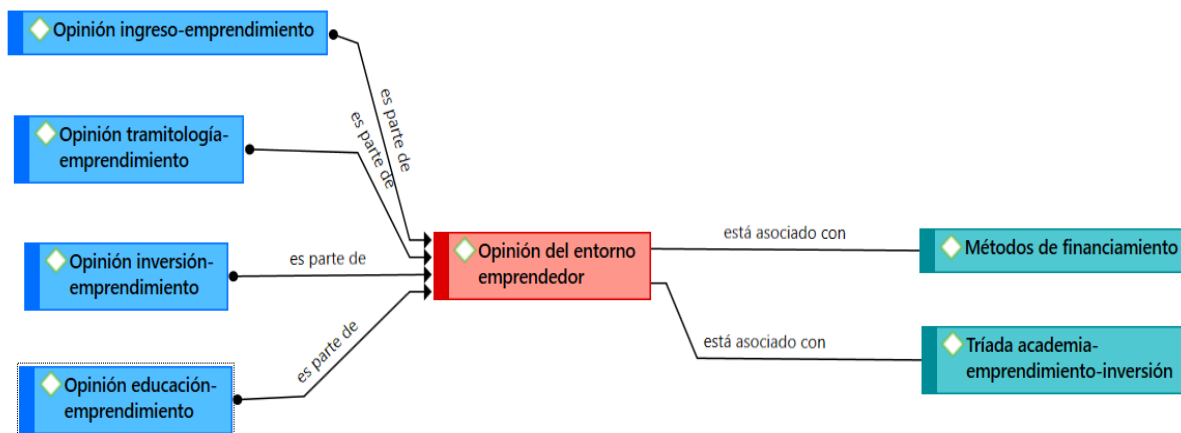 Opinión ingreso-emprendimiento
es parte de
Opinión tramitología-
emprendimiento
es parte de
Opinión inversión-
emprendimiento
es parte de
Opinión educación-
emprendimiento
es parte de
Opinión del entorno
emprendedor
está asociado con
Métodos de financiamiento
está asociado con
Tríada academia-
emprendimiento-inversión